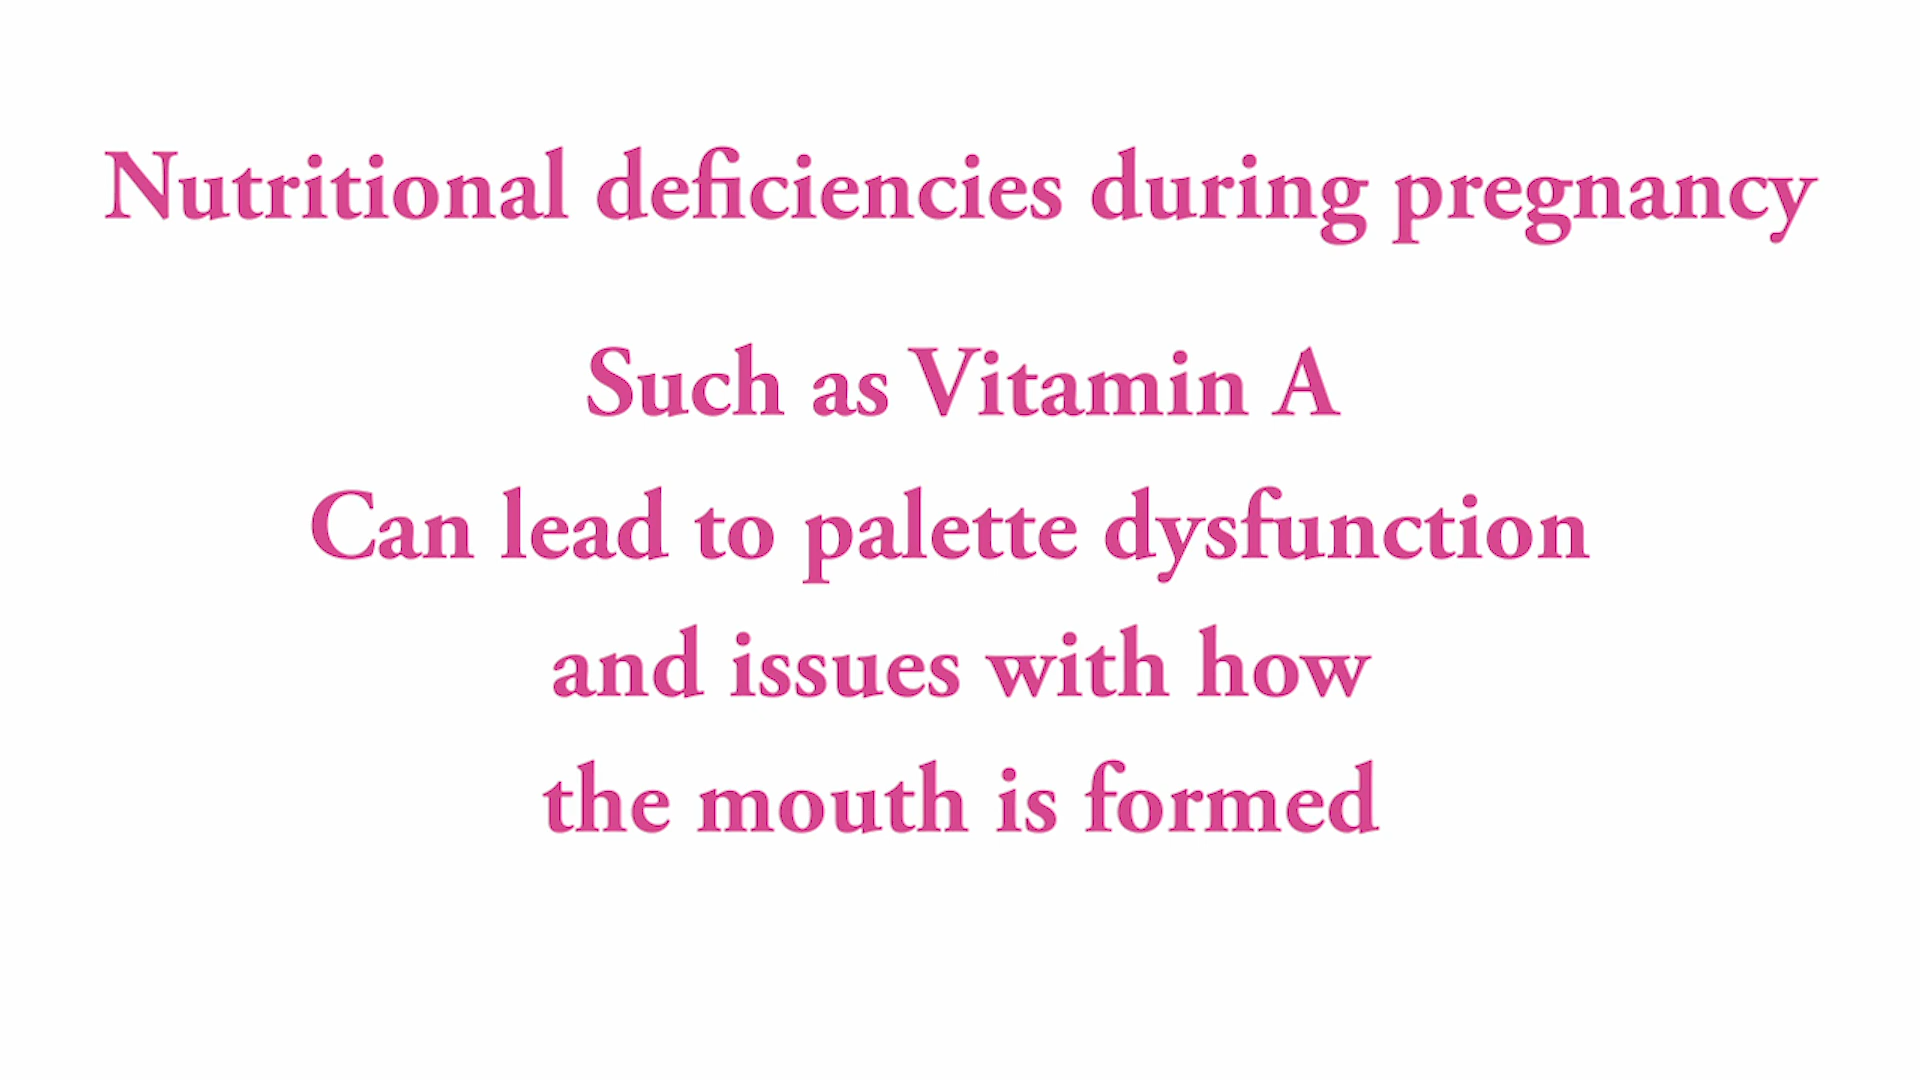 Nutritional deficiencies during pregnancy
Such as Vitamin A
Can lead to palette dysfunction
and issues with how
the mouth is formed